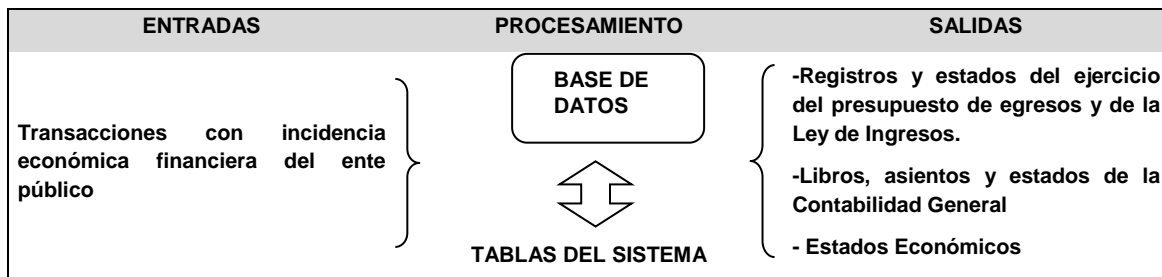 ENTRADAS
PROCESAMIENTO
SALIDAS
Transacciones con incidencia
económica financiera del ente
público
BASE DE
DATOS
TABLAS DEL SISTEMA
-Registros y estados del ejercicio
del presupuesto de egresos y de la
Ley de Ingresos.
-Libros, asientos y estados de la
Contabilidad General
- Estados Económicos